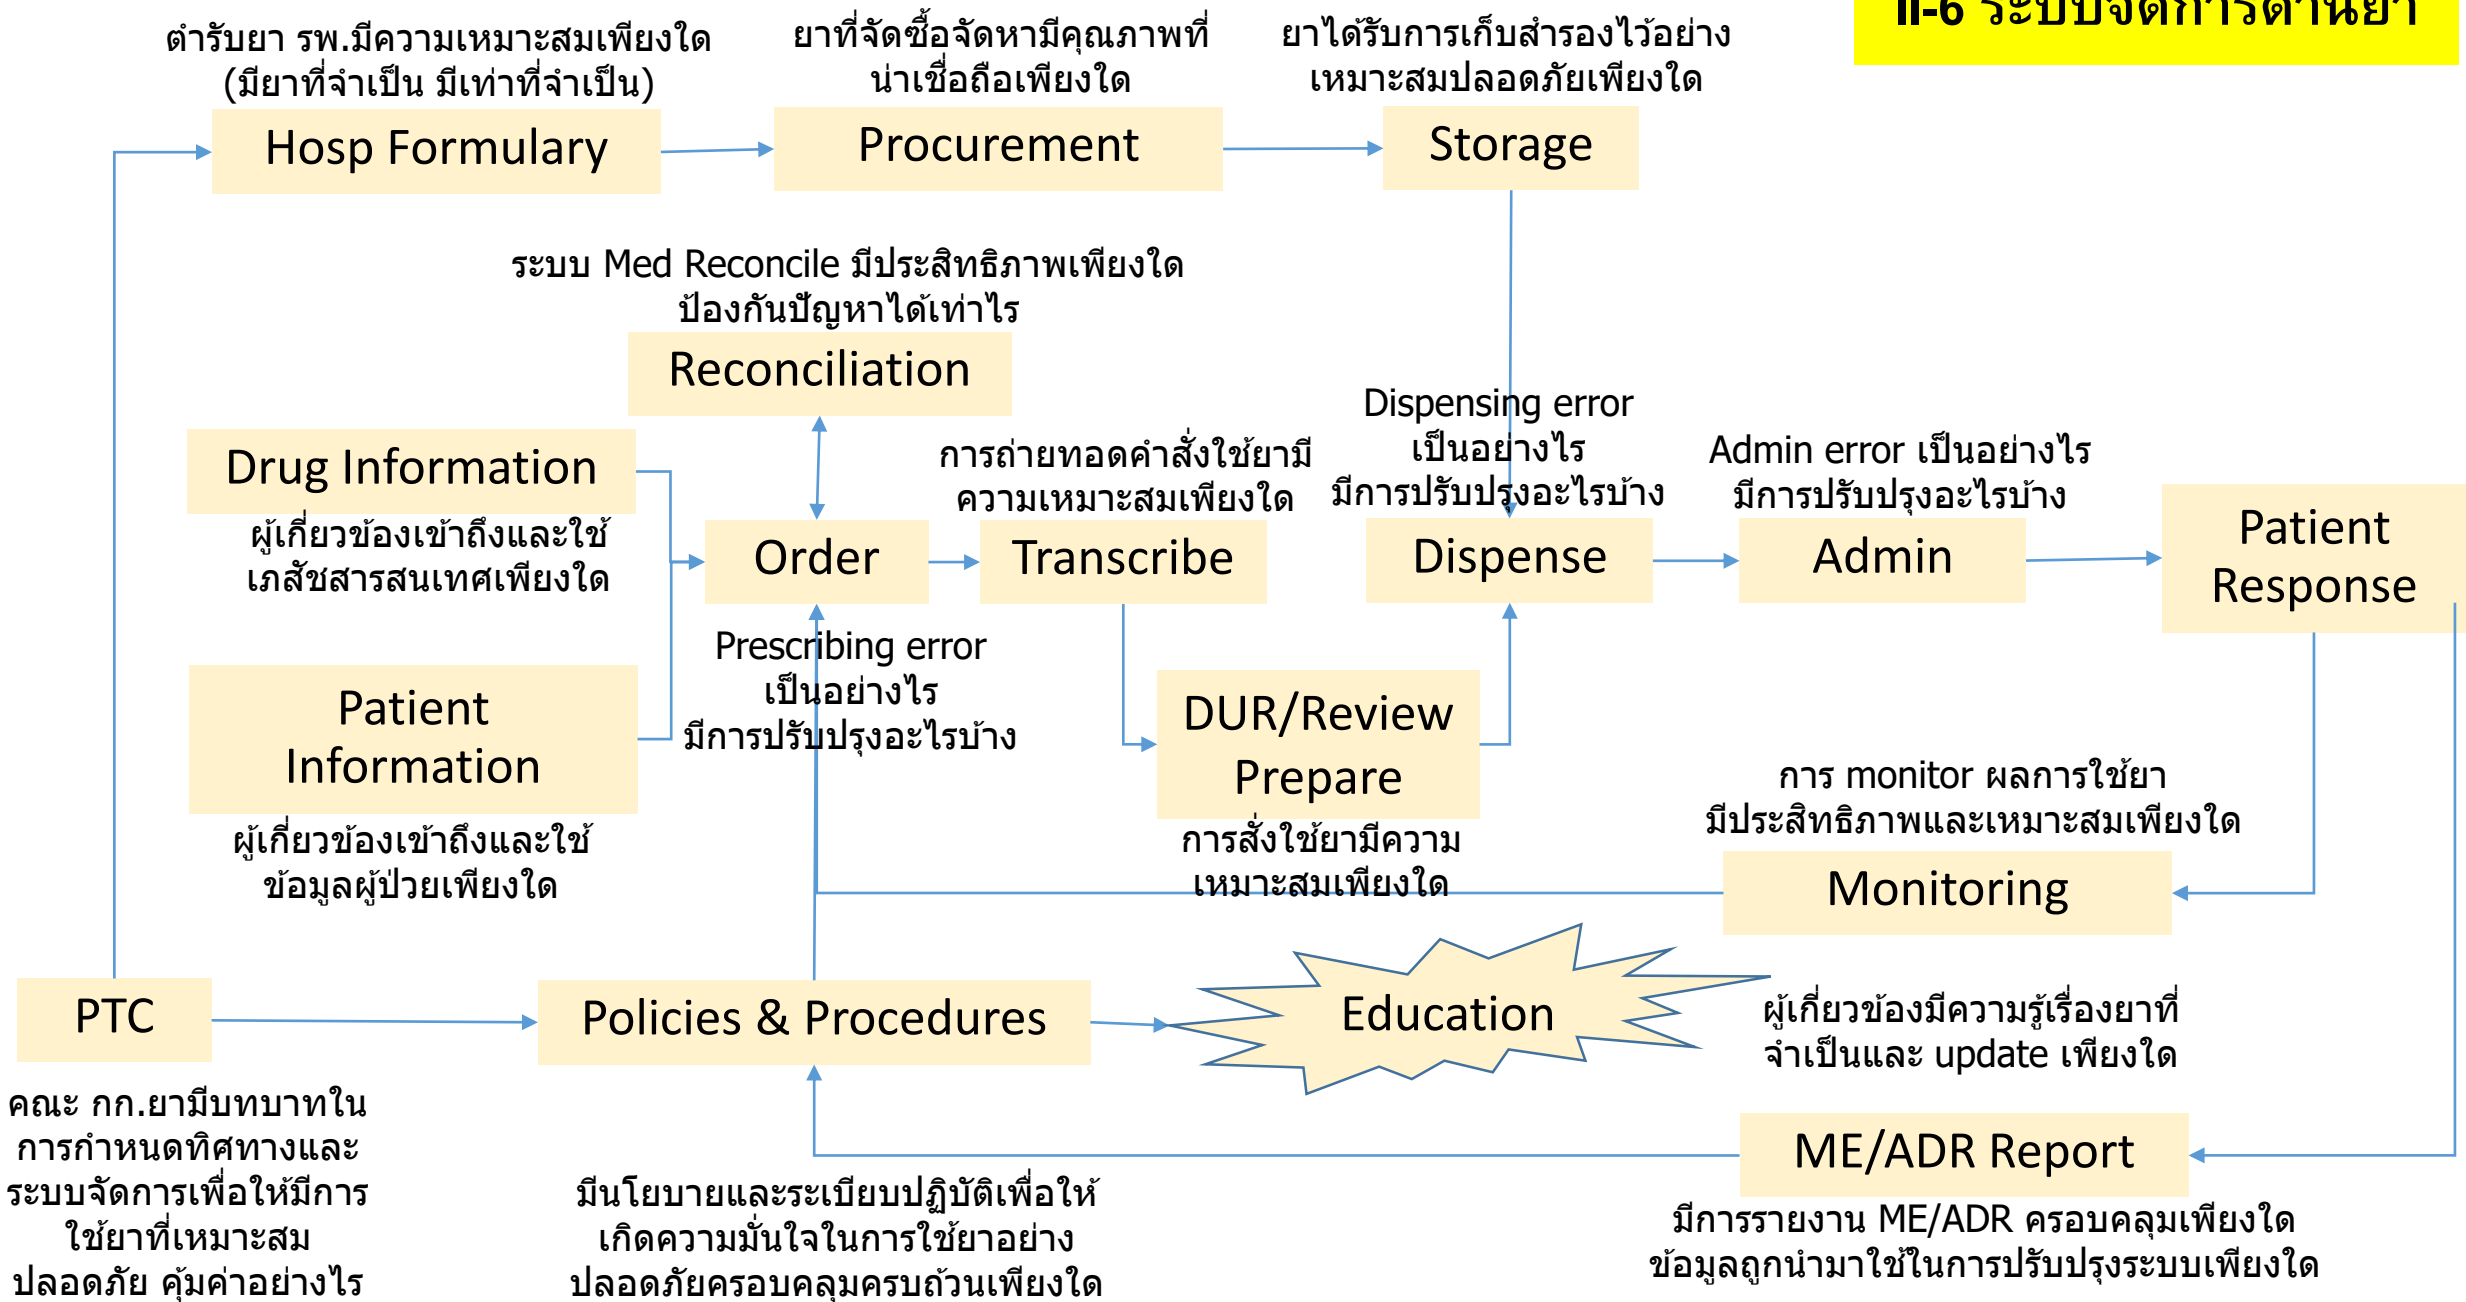 II-6 ระบบจัดการด้านยา
ตำรับยา รพ.มีความเหมาะสมเพียงใด
(มียาที่จำเป็น มีเท่าที่จำเป็น)
Hosp Formulary
ยาที่จัดซื้อจัดหามีคุณภาพที่
น่าเชื่อถือเพียงใด
Procurement
ยาได้รับการเก็บสำรองไว้อย่าง
เหมาะสมปลอดภัยเพียงใด
Storage
ระบบ Med Reconcile มีประสิทธิภาพเพียงใด
ป้องกันปัญหาได้เท่าไร
Reconciliation
Drug Information
ผู้เกี่ยวข้องเข้าถึงและใช้
เภสัชสารสนเทศเพียงใด
Order
Prescribing error
เป็นอย่างไร
มีการปรับปรุงอะไรบ้าง
การถ่ายทอดคำสั่งใช้ยามี
ความเหมาะสมเพียงใด
Transcribe
Dispensing error
เป็นอย่างไร
มีการปรับปรุงอะไรบ้าง
Dispense
Admin error เป็นอย่างไร
มีการปรับปรุงอะไรบ้าง
Admin
Patient
Response
Patient
Information
ผู้เกี่ยวข้องเข้าถึงและใช้
ข้อมูลผู้ป่วยเพียงใด
DUR/Review
Prepare
การสั่งใช้ยามีความ
เหมาะสมเพียงใด
การ monitor ผลการใช้ยา
มีประสิทธิภาพและเหมาะสมเพียงใด
Monitoring
PTC
คณะ กก.ยามีบทบาทใน
การกำหนดทิศทางและ
ระบบจัดการเพื่อให้มีการ
ใช้ยาที่เหมาะสม
ปลอดภัย คุ้มค่าอย่างไร
Policies & Procedures
มีนโยบายและระเบียบปฏิบัติเพื่อให้
เกิดความมั่นใจในการใช้ยาอย่าง
ปลอดภัยครอบคลุมครบถ้วนเพียงใด
Education
ผู้เกี่ยวข้องมีความรู้เรื่องยาที่
จำเป็นและ update เพียงใด
ME/ADR Report
มีการรายงาน ME/ADR ครอบคลุมเพียงใด
ข้อมูลถูกนำมาใช้ในการปรับปรุงระบบเพียงใด